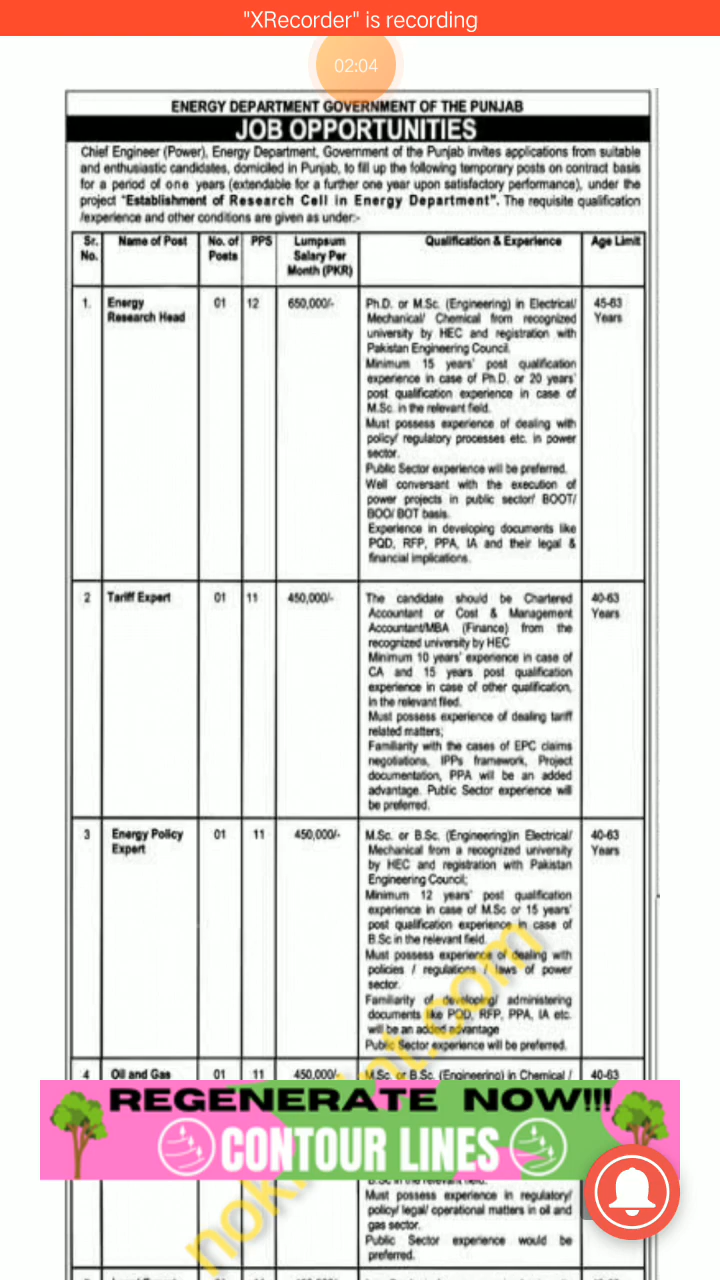 "XRecorder" is recording
02:04
ENERGY DEPARTMENT GOVERNMENT OF THE PUNJAB
JOB OPPORTUNITIES
Chief Engineer (Power), Energy Department, Government of the Punjab invites applications from suitable
and enthusiastic candidates, domiciled in Punjab, to fill up the following temporary posts on contract basis
for a period of one years (extendable for a further one year upon satisfactory performance), under the
project "Establishment of Research Cell in Energy Department". The requisite qualification
/experience and other conditions are given as under:-
Sr. No.
Name of Post
No. of Posts
PPS
Lumpsum Salary Per Month (PKR)
Qualification & Experience
Age Limit
1.
Energy
Research Head
01
12
650,000/-
Ph.D. or M.Sc. (Engineering) in Electrical/
Mechanical/ Chemical from recognized
university by HEC and registration with
Pakistan Engineering Council.
Minimum 15 years' post qualification
experience in case of Ph.D. or 20 years'
post qualification experience in case of
M.Sc. in the relevant field.
Must possess experience of dealing with
policy/ regulatory processes etc. in power
sector.
Public Sector experience will be preferred.
Well conversant with the execution of
power projects in public sector/ BOOT/
BOO/ BOT basis.
Experience in developing documents like
PQD, RFP, PPA, IA and their legal &
financial implications.
45-63
Years
2
Tariff Expert
01
11
450,000/-
The candidate should be Chartered
Accountant or Cost & Management
Accountant/MBA (Finance) from the
recognized university by HEC
Minimum 10 years' experience in case of
CA and 15 years post qualification
experience in case of other qualification,
in the relevant filed.
Must possess experience of dealing tariff
related matters;
Familiarity with the cases of EPC claims
negotiations, IPPs framework, Project
documentation, PPA will be an added
advantage. Public Sector experience will
be preferred.
40-63
Years
3
Energy Policy
Expert
01
11
450,000/-
M.Sc. or B.Sc. (Engineering)in Electrical/
Mechanical from a recognized university
by HEC and registration with Pakistan
Engineering Council;
Minimum 12 years' post qualification
experience in case of M.Sc or 15 years'
post qualification experience in case of
B.Sc in the relevant field.
Must possess experience of dealing with
policies / regulations / laws of power
sector.
Familiarity of developing/ administering
documents like PQD, RFP, PPA, IA etc.
will be an added advantage
Public Sector experience will be preferred.
40-63
Years
4
Oil and Gas
01
11
450,000/-
M.Sc. or B.Sc. (Engineering) in Chemical /
40-63
REGENERATE NOW!!!
CONTOUR LINES
B.Sc in the relevant field.
Must possess experience in regulatory/
policy/ legal/ operational matters in oil and
gas sector.
Public Sector experience would be
preferred.